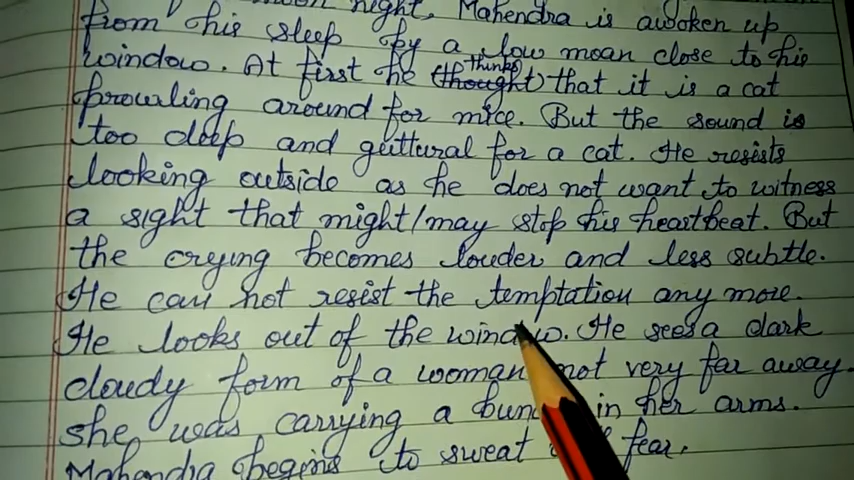 night, Mahendra is awoken up
from his sleep by a low moan close to his
window. At first he (thought) thinks that it is a cat
prowling around for mice. But the sound is
too deep and guttural for a cat. He resists
looking outside as he does not want to witness
a sight that might/may stop his heartbeat. But
the crying becomes louder and less subtle.
He can not resist the temptation any more.
He looks out of the window. He sees a dark
cloudy form of a woman not very far away.
she was carrying a bun in her arms.
Mahendra begins to sweat fear.